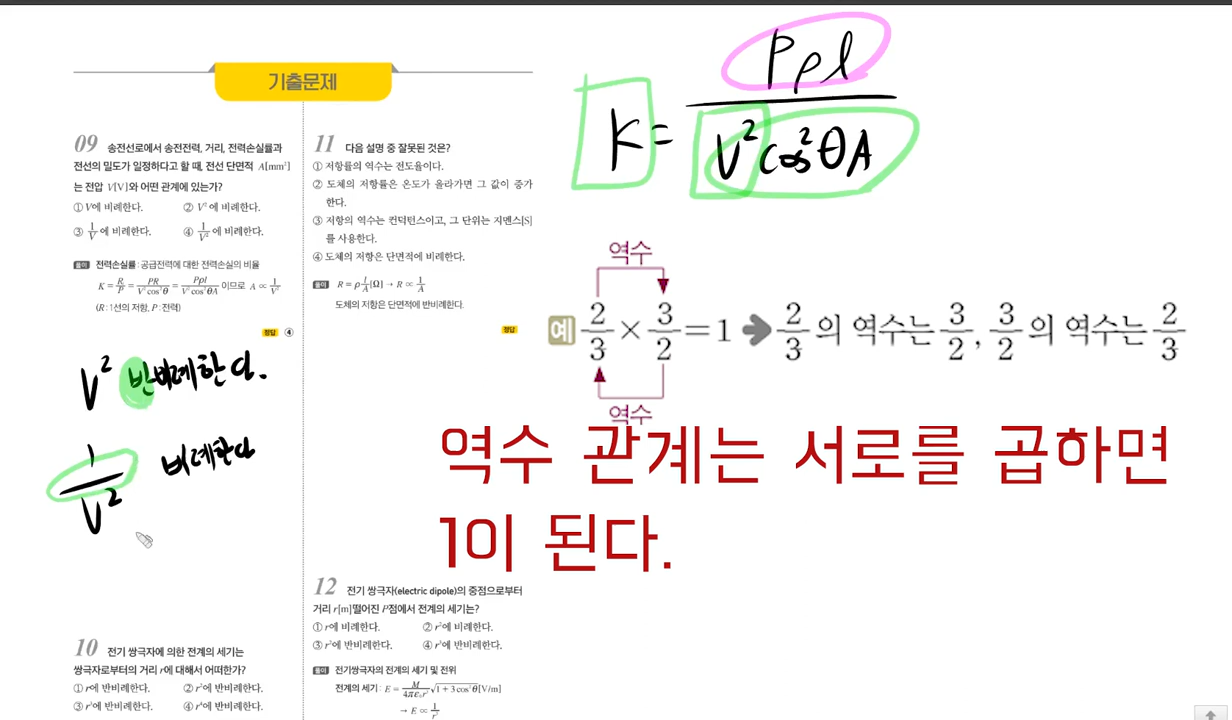 기출문제
09 송전선로에서 송전전력, 거리, 전력손실률과
전선의 밀도가 일정하다고 할 때, 전선 단면적 A[mm²]
는 전압 V[V]와 어떤 관계에 있는가?
① V에 비례한다. ② V²에 비례한다.
③ 1/V에 비례한다. ④ 1/V²에 비례한다.
풀이 전력손실률 : 공급전력에 대한 전력손실의 비율
K = R/P = PR/V²cos²θ = Pρl/V²cos²θA 이므로 A ∝ 1/V²
(R : 1선의 저항, P : 전력)
정답 ④
V² 반비례한다.
1/V² 비례한다
10 전기 쌍극자에 의한 전계의 세기는
쌍극자로부터의 거리 r에 대해서 어떠한가?
① r에 반비례한다. ② r²에 반비례한다.
③ r³에 반비례한다. ④ r⁴에 반비례한다.
11 다음 설명 중 잘못된 것은?
① 저항률의 역수는 전도율이다.
② 도체의 저항률은 온도가 올라가면 그 값이 증가
한다.
③ 저항의 역수는 컨덕턴스이고, 그 단위는 지멘스[S]
를 사용한다.
④ 도체의 저항은 단면적에 비례한다.
풀이 R = ρ l/A [Ω] → R ∝ 1/A
도체의 저항은 단면적에 반비례한다.
정답
12 전기 쌍극자(electric dipole)의 중점으로부터
거리 r[m]떨어진 P점에서 전계의 세기는?
① r에 비례한다. ② r²에 비례한다.
③ r²에 반비례한다. ④ r³에 반비례한다.
풀이 전기쌍극자의 전계의 세기 및 전위
전계의 세기 : E = M/4πε₀r³ √1+3cos²θ [V/m]
→ E ∝ 1/r³
K = Pρl / V²cos²θA
역수
예 2/3 × 3/2 = 1 → 2/3의 역수는 3/2, 3/2의 역수는 2/3
역수
역수 관계는 서로를 곱하면
1이 된다.